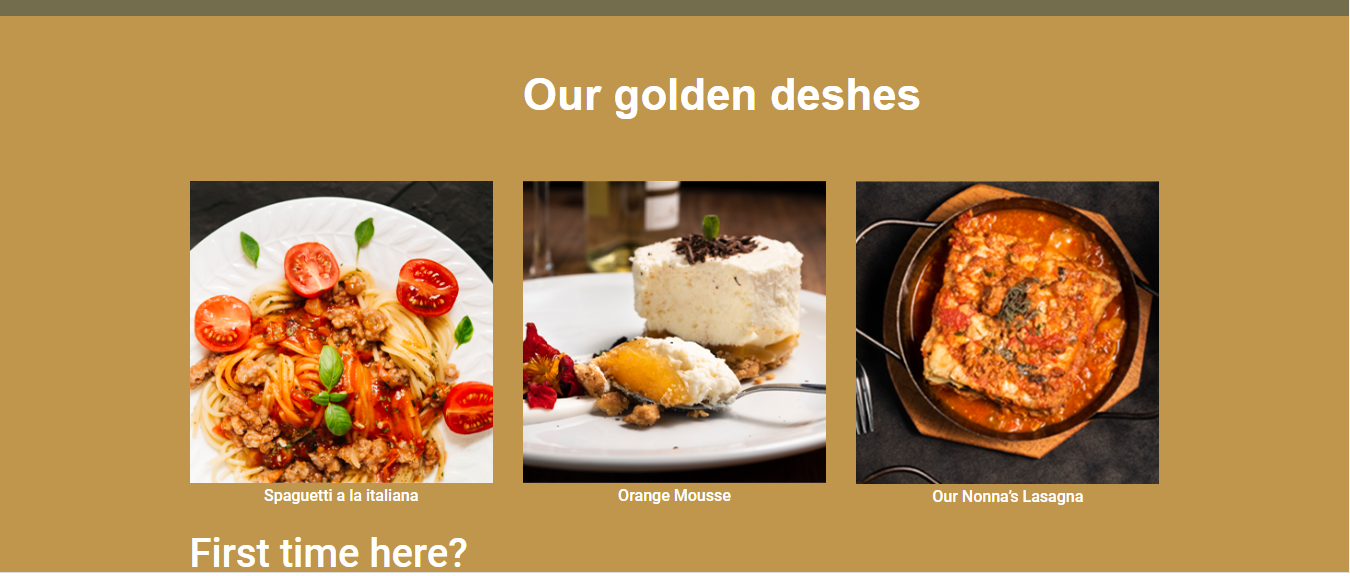 Our golden deshes
Spaguetti a la italiana
Orange Mousse
Our Nonna's Lasagna
First time here?